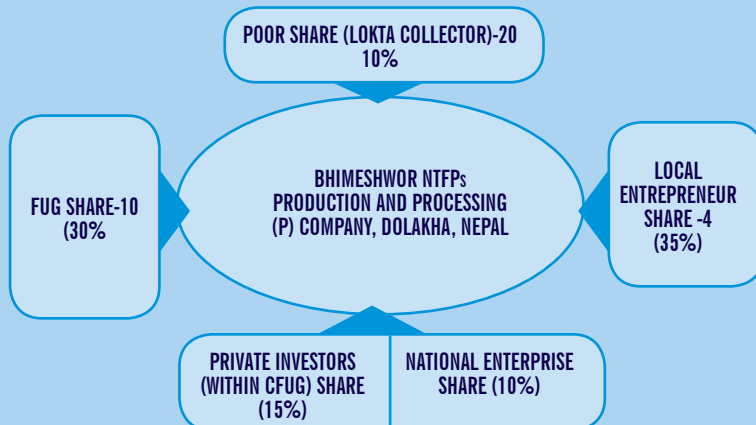 POOR SHARE (LOKTA COLLECTOR)-20
10%
FUG SHARE-10
(30%
BHIMESHWOR NTFPs
PRODUCTION AND PROCESSING
(P) COMPANY, DOLAKHA, NEPAL
LOCAL
ENTREPRENEUR
SHARE -4
(35%)
PRIVATE INVESTORS
(WITHIN CFUG) SHARE
(15%)
NATIONAL ENTERPRISE
SHARE (10%)